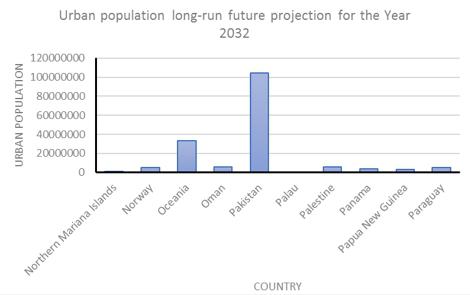 Urban population long-run future projection for the Year
2032
URBAN POPULATION
120000000
100000000
80000000
60000000
40000000
20000000
0
Northern Mariana Islands
Norway
Oceania
Oman
Pakistan
Palau
Palestine
Panama
Papua New Guinea
Paraguay
COUNTRY